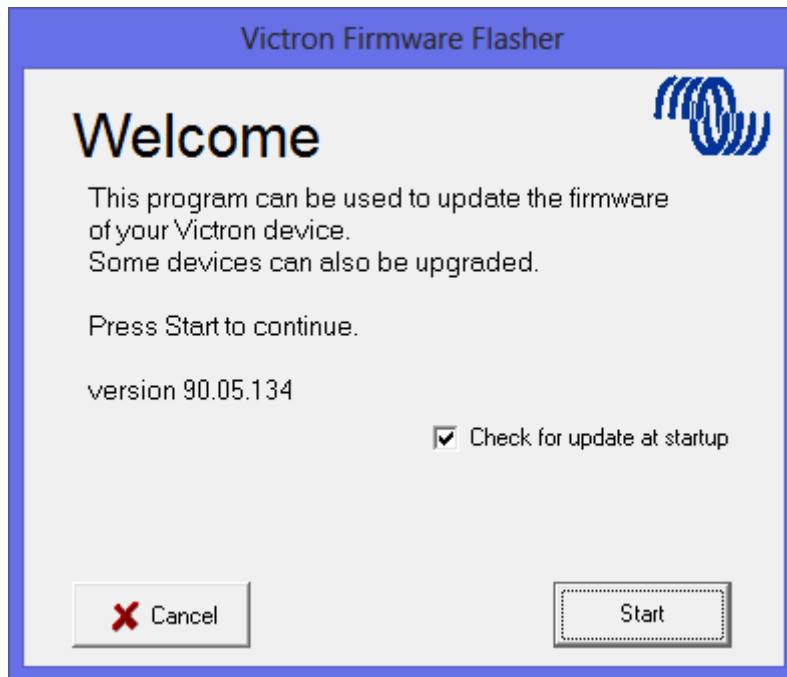 Victron Firmware Flasher
Welcome
This program can be used to update the firmware
of your Victron device.
Some devices can also be upgraded.
Press Start to continue.
version 90.05.134
Check for update at startup
Cancel
Start